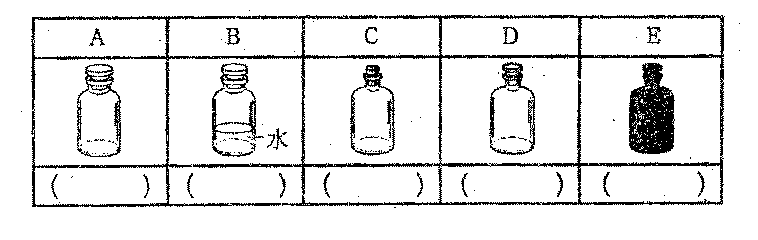 A B C D E
水
( ) ( ) ( ) ( ) ( )